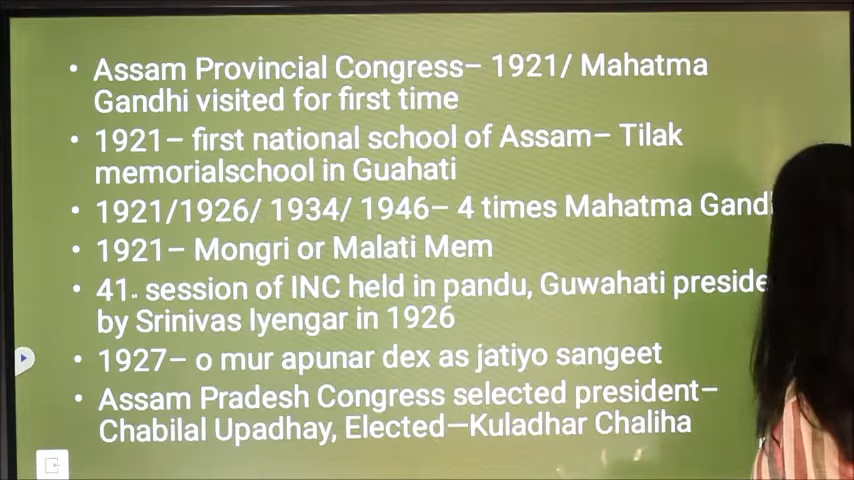 • Assam Provincial Congress– 1921/ Mahatma
Gandhi visited for first time
• 1921– first national school of Assam– Tilak
memorialschool in Guahati
• 1921/1926/ 1934/ 1946– 4 times Mahatma Gandh
• 1921– Mongri or Malati Mem
• 41.. session of INC held in pandu, Guwahati preside
by Srinivas Iyengar in 1926
• 1927– o mur apunar dex as jatiyo sangeet
• Assam Pradesh Congress selected president–
Chabilal Upadhay, Elected—Kuladhar Chaliha